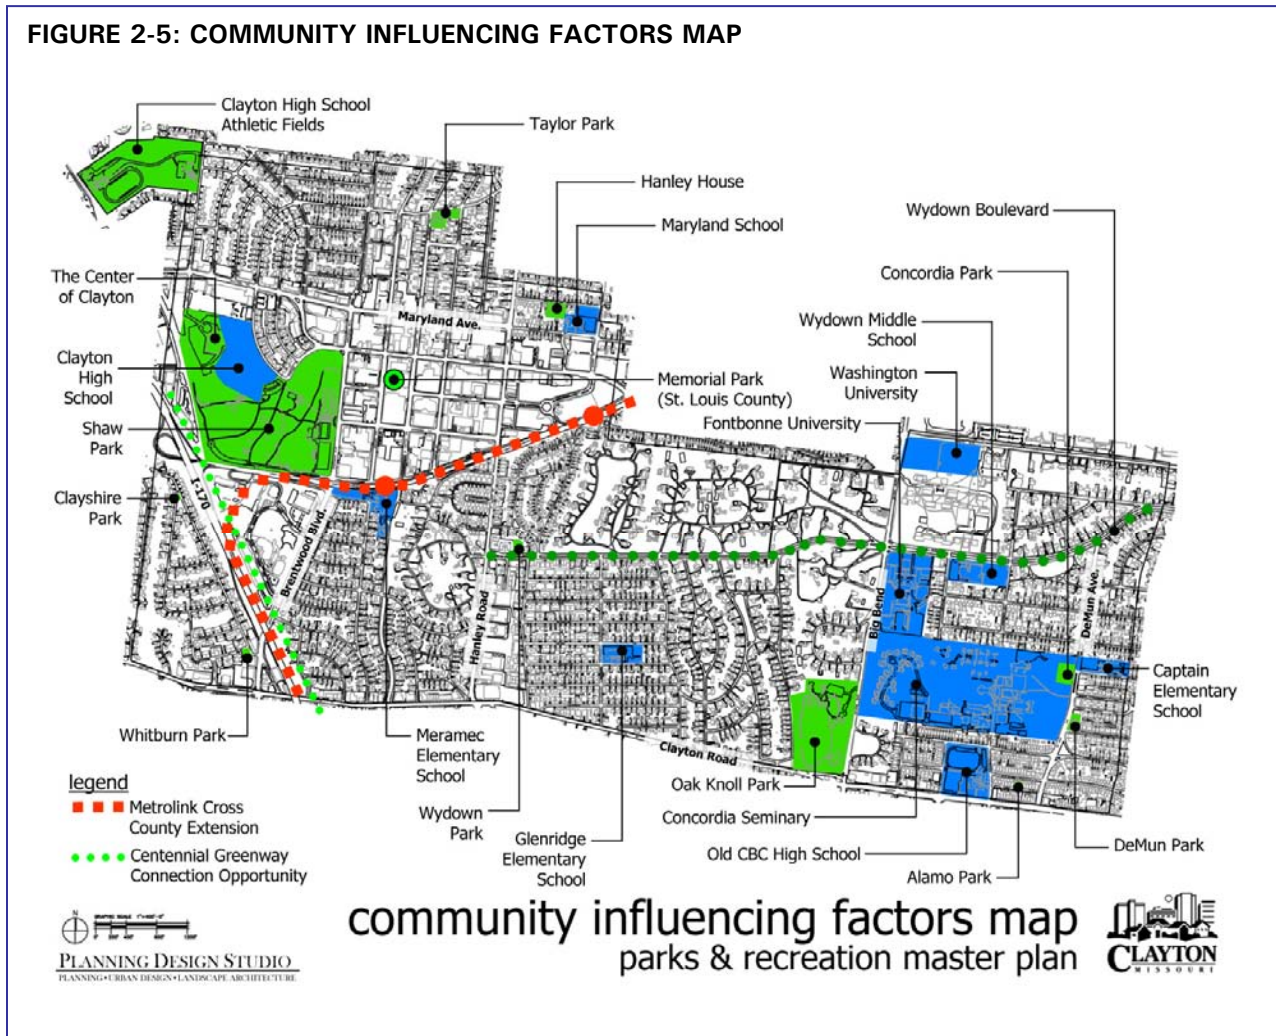 FIGURE 2-5: COMMUNITY INFLUENCING FACTORS MAP
Clayton High School
Athletic Fields
Taylor Park
Hanley House
Maryland School
Wydown Boulevard
Concordia Park
The Center
of Clayton
Maryland Ave.
Wydown Middle
School
Clayton
High
School
Memorial Park
(St. Louis County)
Washington
University
Fontbonne University
Shaw
Park
Clayshire
Park
I-170
Brentwood Blvd.
Hanley Road
Big Bend
DeMun Ave.
Captain
Elementary
School
Whitburn Park
Meramec
Elementary
School
Clayton Road
Oak Knoll Park
Wydown
Park
Concordia Seminary
Glenridge
Elementary
School
Old CBC High School
DeMun Park
Alamo Park
legend
Metrolink Cross
County Extension
Centennial Greenway
Connection Opportunity
N
PLANNING DESIGN STUDIO
PLANNING • URBAN DESIGN • LANDSCAPE ARCHITECTURE
community influencing factors map
parks & recreation master plan
CLAYTON
MISSOURI